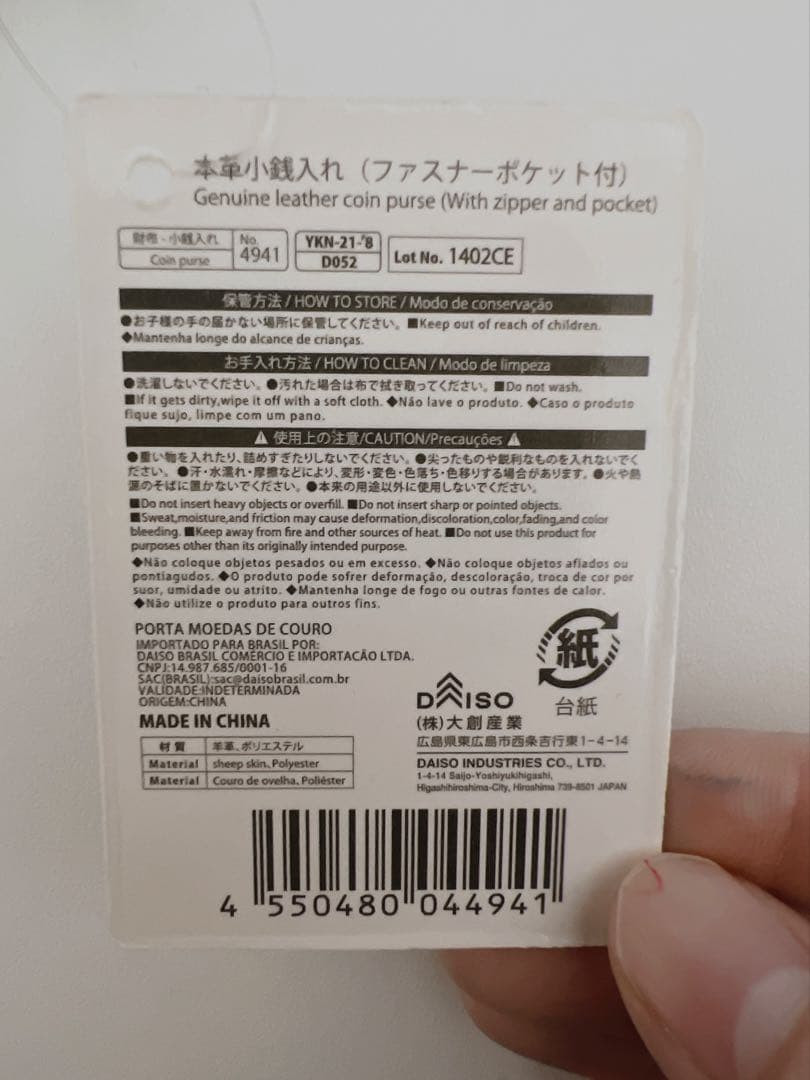 本革小銭入れ（ファスナーポケット付）
Genuine leather coin purse (With zipper and pocket)
財布・小銭入れ
Coin purse
No.
4941
YKN-21-8
D052
Lot No. 1402CE
保管方法 / HOW TO STORE / Modo de conservação
●お子様の手の届かない場所に保管してください。■Keep out of reach of children.
◆Mantenha longe do alcance de crianças.
お手入れ方法 / HOW TO CLEAN / Modo de limpeza
●洗濯しないでください。●汚れた場合は布で拭き取ってください。■Do not wash.
■If it gets dirty,wipe it off with a soft cloth. ◆Não lave o produto. ◆Caso o produto
fique sujo, limpe com um pano.
⚠ 使用上の注意/CAUTION/Precauções ⚠
●重い物を入れたり、詰めすぎたりしないでください。●尖ったものや鋭利なものを入れないでく
ださい。●汗・水濡れ・摩擦などにより、変形・変色・色落ち・色移りする場合があります。●火や熱
源のそばに置かないでください。●本来の用途以外に使用しないでください。
■Do not insert heavy objects or overfill. ■Do not insert sharp or pointed objects.
■Sweat,moisture,and friction may cause deformation,discoloration,color,fading,and color
bleeding. ■Keep away from fire and other sources of heat. ■Do not use this product for
purposes other than its originally intended purpose.
◆Não coloque objetos pesados ou em excesso. ◆Não coloque objetos afiados ou
pontiagudos. ◆O produto pode sofrer deformação, descoloração, troca de cor por
suor, umidade ou atrito. ◆Mantenha longe de fogo ou outras fontes de calor.
◆Não utilize o produto para outros fins.
PORTA MOEDAS DE COURO
IMPORTADO PARA BRASIL POR:
DAISO BRASIL COMÉRCIO E IMPORTACÃO LTDA.
CNPJ:14.987.685/0001-16
SAC(BRASIL):sac@daisobrasil.com.br
VALIDADE:INDETERMINADA
ORIGEM:CHINA
MADE IN CHINA
材質 羊革、ポリエステル
Material sheep skin, Polyester
Material Couro de ovelha, Poliéster
紙
台紙
DAISO
(株)大創産業
広島県東広島市西条吉行東1-4-14
DAISO INDUSTRIES CO., LTD.
1-4-14 Saijo-Yoshiyukihigashi,
Higashihiroshima-City, Hiroshima 739-8501 JAPAN
4 550480 044941